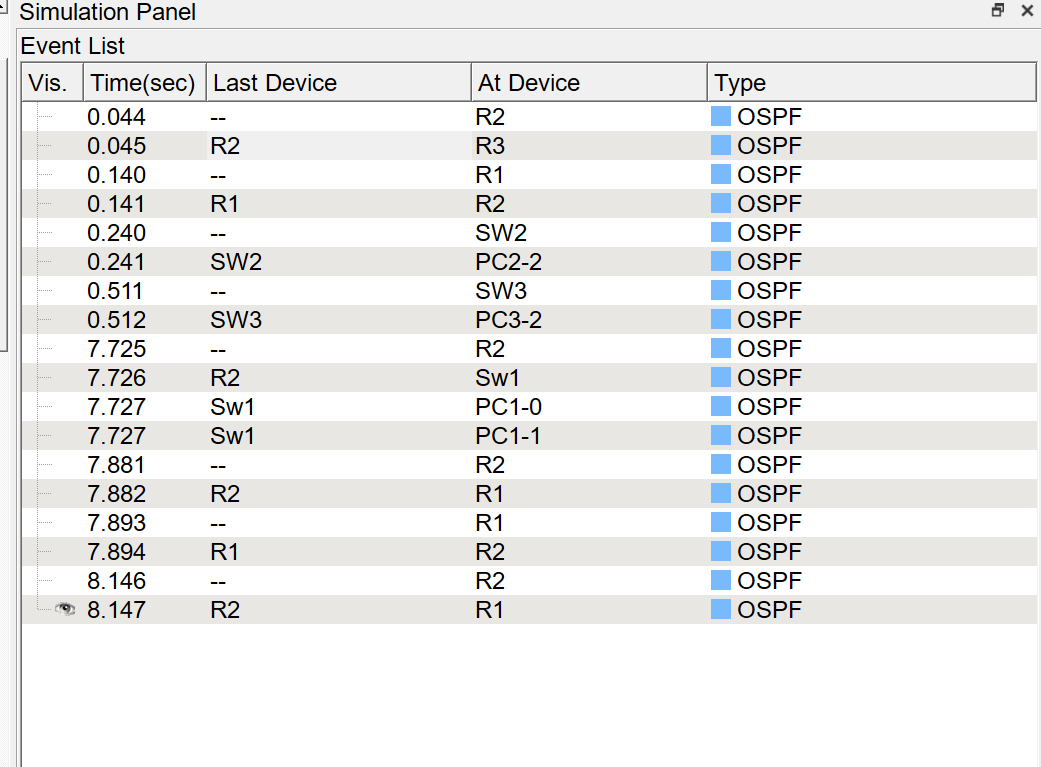 Simulation Panel
Event List
Vis. Time(sec) Last Device At Device Type
0.044 -- R2 OSPF
0.045 R2 R3 OSPF
0.140 -- R1 OSPF
0.141 R1 R2 OSPF
0.240 -- SW2 OSPF
0.241 SW2 PC2-2 OSPF
0.511 -- SW3 OSPF
0.512 SW3 PC3-2 OSPF
7.725 -- R2 OSPF
7.726 R2 Sw1 OSPF
7.727 Sw1 PC1-0 OSPF
7.727 Sw1 PC1-1 OSPF
7.881 -- R2 OSPF
7.882 R2 R1 OSPF
7.893 -- R1 OSPF
7.894 R1 R2 OSPF
8.146 -- R2 OSPF
8.147 R2 R1 OSPF